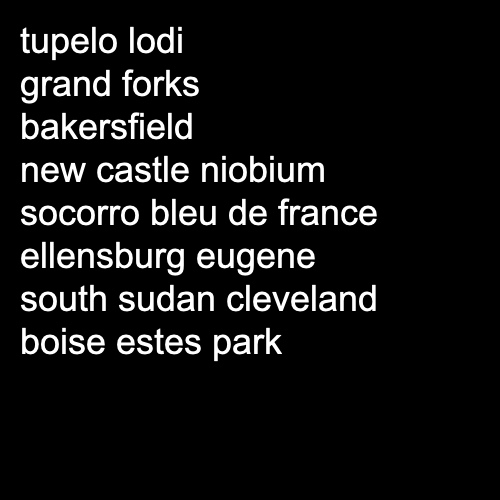 tupelo lodi
grand forks
bakersfield
new castle niobium
socorro bleu de france
ellensburg eugene
south sudan cleveland
boise estes park